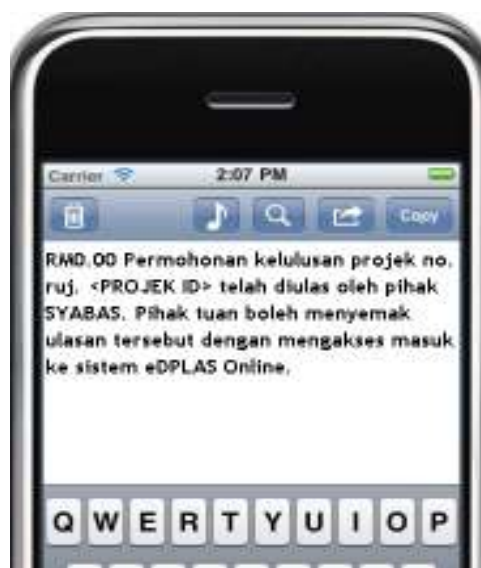 Carrier 2:07 PM
Copy
RM0.00 Permohonan kelulusan projek no.
ruj. <PROJEK ID> telah diulas oleh pihak
SYABAS. Pihak tuan boleh menyemak
ulasan tersebut dengan mengakses masuk
ke sistem eDPLAS Online.
Q W E R T Y U I O P